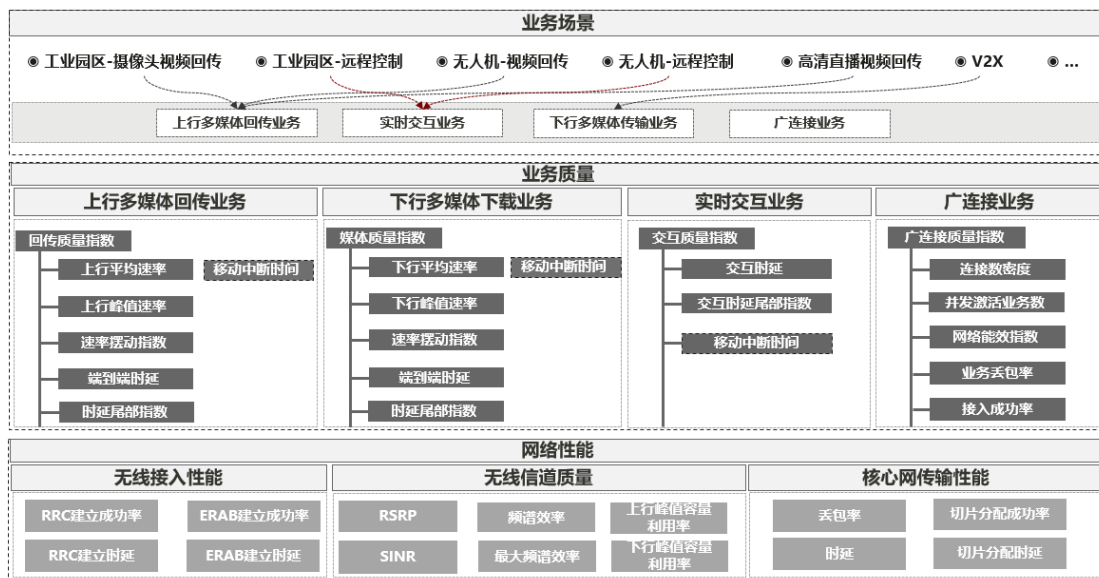 业务场景
◉ 工业园区-摄像头视频回传 ◉ 工业园区-远程控制 ◉ 无人机-视频回传 ◉ 无人机-远程控制 ◉ 高清直播视频回传 ◉ V2X ◉ ...
上行多媒体回传业务 实时交互业务 下行多媒体传输业务 广连接业务
业务质量
上行多媒体回传业务 下行多媒体下载业务 实时交互业务 广连接业务
回传质量指数
上行平均速率 移动中断时间
上行峰值速率
速率摆动指数
端到端时延
时延尾部指数
媒体质量指数
下行平均速率 移动中断时间
下行峰值速率
速率摆动指数
端到端时延
时延尾部指数
交互质量指数
交互时延
交互时延尾部指数
移动中断时间
广连接质量指数
连接数密度
并发激活业务数
网络能效指数
业务丢包率
接入成功率
网络性能
无线接入性能 无线信道质量 核心网传输性能
RRC建立成功率 ERAB建立成功率
RRC建立时延 ERAB建立时延
RSRP 频谱效率 上行峰值容量
利用率
SINR 最大频谱效率 下行峰值容量
利用率
丢包率 切片分配成功率
时延 切片分配时延